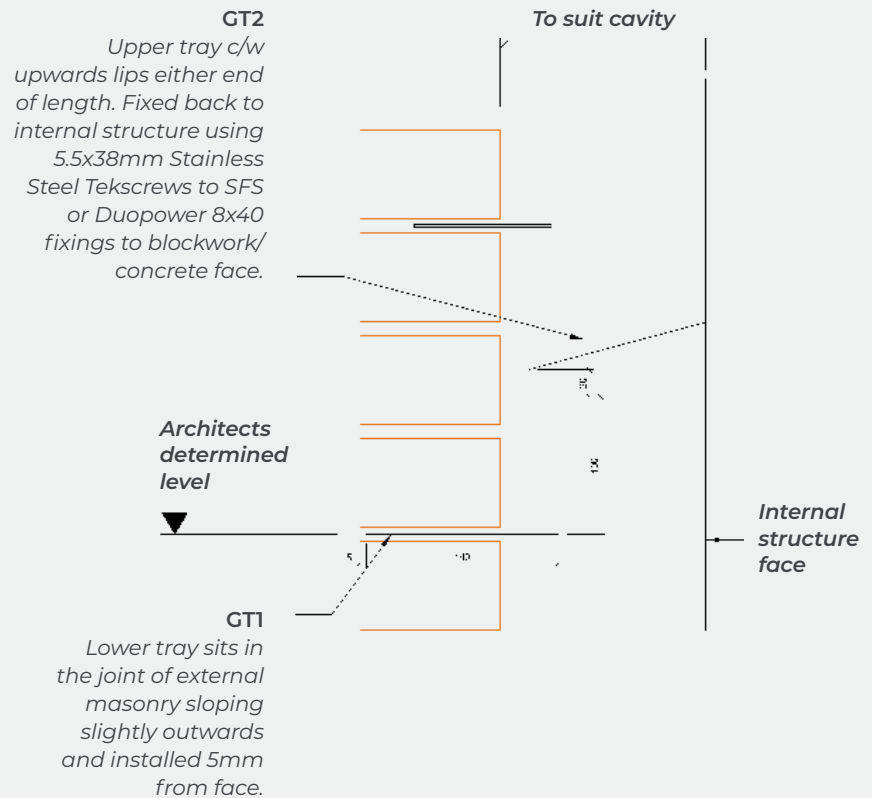 GT2
Upper tray c/w
upwards lips either end
of length. Fixed back to
internal structure using
5.5x38mm Stainless
Steel Tekscrews to SFS
or Duopower 8x40
fixings to blockwork/
concrete face.
To suit cavity
Architects
determined
level
Internal
structure
face
GT1
Lower tray sits in
the joint of external
masonry sloping
slightly outwards
and installed 5mm
from face.